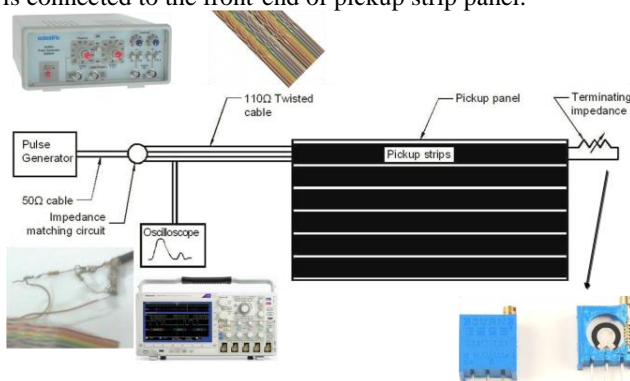 is connected to the front-end of pickup strip panel.
110Ω Twisted
cable
Pickup panel
Terminating
impedance
Pulse
Generator
Pickup strips
50Ω cable
Impedance
matching circuit
Oscilloscope